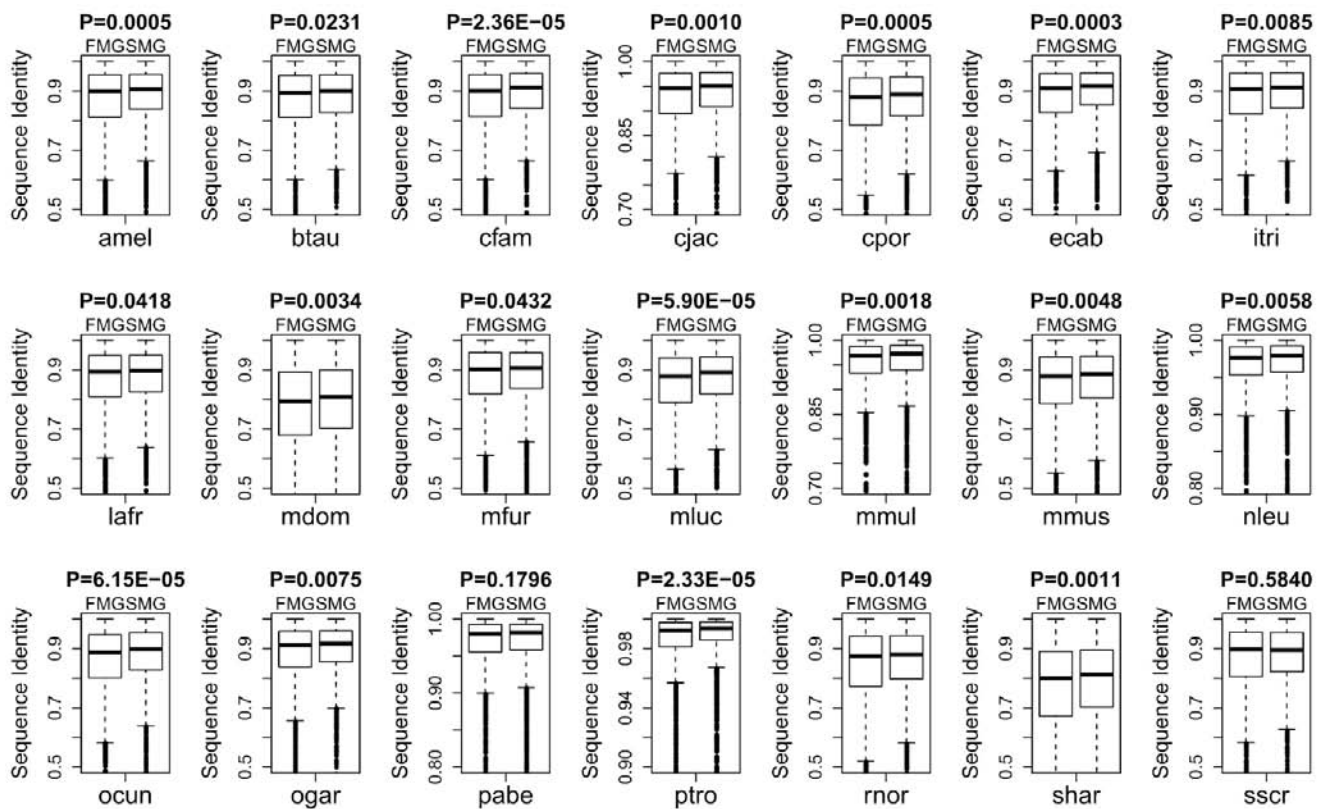 P=0.0005 P=0.0231 P=2.36E−05 P=0.0010 P=0.0005 P=0.0003 P=0.0085
FMGSMG FMGSMG FMGSMG FMGSMG FMGSMG FMGSMG FMGSMG
Sequence Identity 0.5 0.7 0.9 Sequence Identity 0.5 0.7 0.9 Sequence Identity 0.5 0.7 0.9 Sequence Identity 0.70 0.85 1.00 Sequence Identity 0.5 0.7 0.9 Sequence Identity 0.5 0.7 0.9 Sequence Identity 0.5 0.7 0.9
amel btau cfam cjac cpor ecab itri
P=0.0418 P=0.0034 P=0.0432 P=5.90E−05 P=0.0018 P=0.0048 P=0.0058
FMGSMG FMGSMG FMGSMG FMGSMG FMGSMG FMGSMG FMGSMG
Sequence Identity 0.5 0.7 0.9 Sequence Identity 0.5 0.7 0.9 Sequence Identity 0.5 0.7 0.9 Sequence Identity 0.5 0.7 0.9 Sequence Identity 0.70 0.85 1.00 Sequence Identity 0.5 0.7 0.9 Sequence Identity 0.80 0.90 1.00
lafr mdom mfur mluc mmul mmus nleu
P=6.15E−05 P=0.0075 P=0.1796 P=2.33E−05 P=0.0149 P=0.0011 P=0.5840
FMGSMG FMGSMG FMGSMG FMGSMG FMGSMG FMGSMG FMGSMG
Sequence Identity 0.5 0.7 0.9 Sequence Identity 0.5 0.7 0.9 Sequence Identity 0.80 0.90 1.00 Sequence Identity 0.90 0.94 0.98 Sequence Identity 0.5 0.7 0.9 Sequence Identity 0.5 0.7 0.9 Sequence Identity 0.5 0.7 0.9
ocun ogar pabe ptro rnor shar sscr